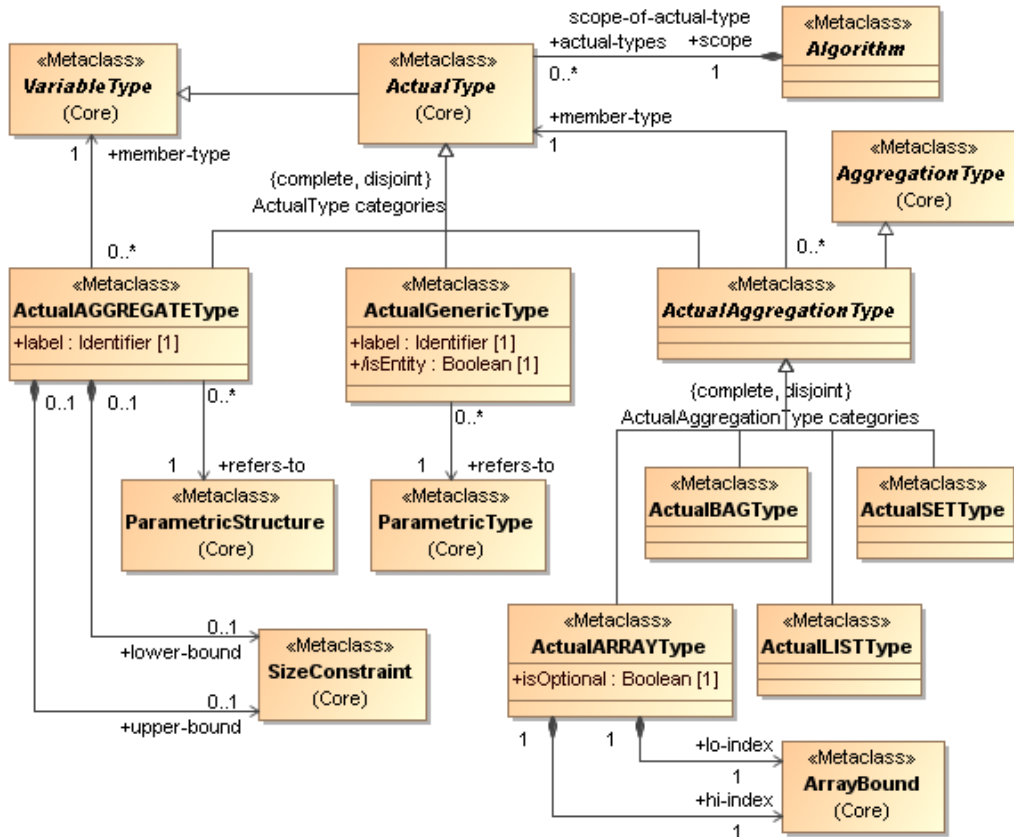 scope-of-actual-type
+actual-types
+scope
0..*
1
«Metaclass»
Algorithm
«Metaclass»
VariableType
(Core)
«Metaclass»
ActualType
(Core)
1
+member-type
+member-type
1
«Metaclass»
AggregationType
(Core)
{complete, disjoint}
ActualType categories
0..*
0..*
«Metaclass»
ActualAGGREGATEType
+label : Identifier [1]
«Metaclass»
ActualGenericType
+label : Identifier [1]
+/isEntity : Boolean [1]
«Metaclass»
ActualAggregationType
0..1
0..1
0..*
0..*
{complete, disjoint}
ActualAggregationType categories
1
+refers-to
1
+refers-to
«Metaclass»
ParametricStructure
(Core)
«Metaclass»
ParametricType
(Core)
«Metaclass»
ActualBAGType
«Metaclass»
ActualSETType
0..1
+lower-bound
«Metaclass»
SizeConstraint
(Core)
0..1
+upper-bound
«Metaclass»
ActualARRAYType
+isOptional : Boolean [1]
«Metaclass»
ActualLISTType
1
1
+lo-index
1
+hi-index
1
«Metaclass»
ArrayBound
(Core)